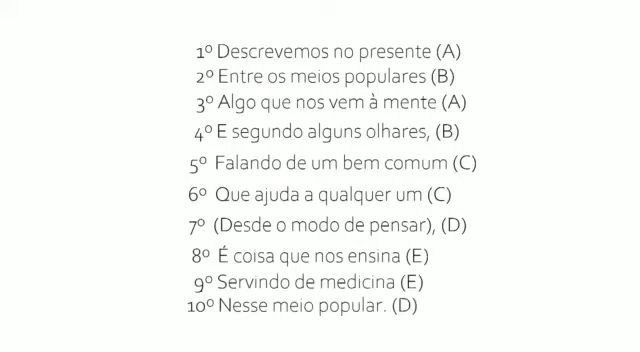 1º Descrevemos no presente (A)
2º Entre os meios populares (B)
3º Algo que nos vem à mente (A)
4º E segundo alguns olhares, (B)
5º Falando de um bem comum (C)
6º Que ajuda a qualquer um (C)
7º (Desde o modo de pensar), (D)
8º É coisa que nos ensina (E)
9º Servindo de medicina (E)
10º Nesse meio popular. (D)